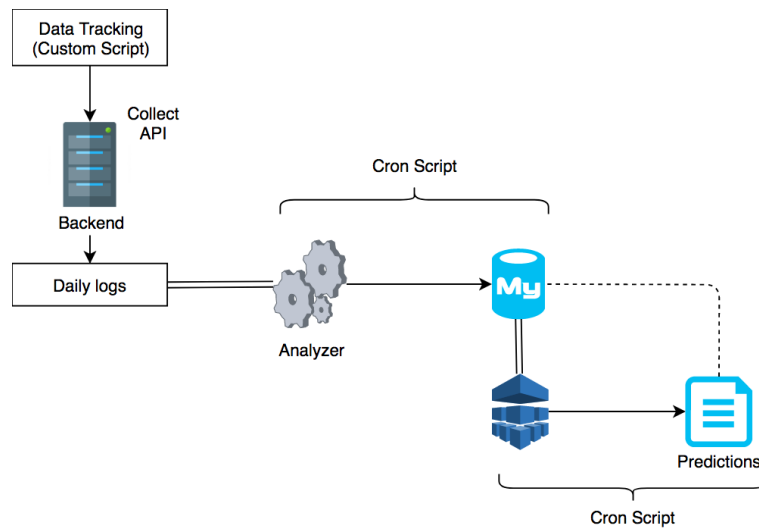 Data Tracking
(Custom Script)
Collect
API
Backend
Daily logs
Cron Script
Analyzer
My
Predictions
Cron Script